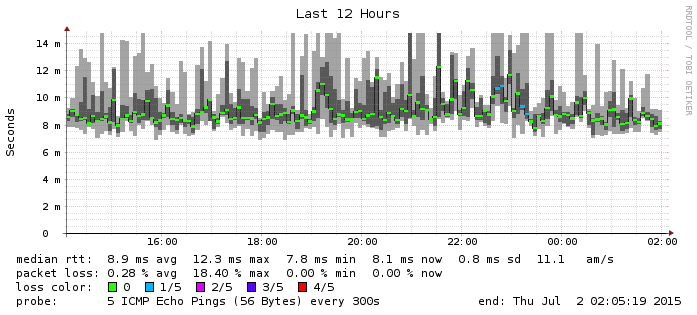 Last 12 Hours
RRDTOOL / TOBI OETIKER
Seconds
14 m
12 m
10 m
8 m
6 m
4 m
2 m
0
16:00 18:00 20:00 22:00 00:00 02:00
median rtt: 8.9 ms avg 12.3 ms max 7.8 ms min 8.1 ms now 0.8 ms sd 11.1 am/s
packet loss: 0.28 % avg 18.40 % max 0.00 % min 0.00 % now
loss color: 0 1/5 2/5 3/5 4/5
probe: 5 ICMP Echo Pings (56 Bytes) every 300s end: Thu Jul 2 02:05:19 2015